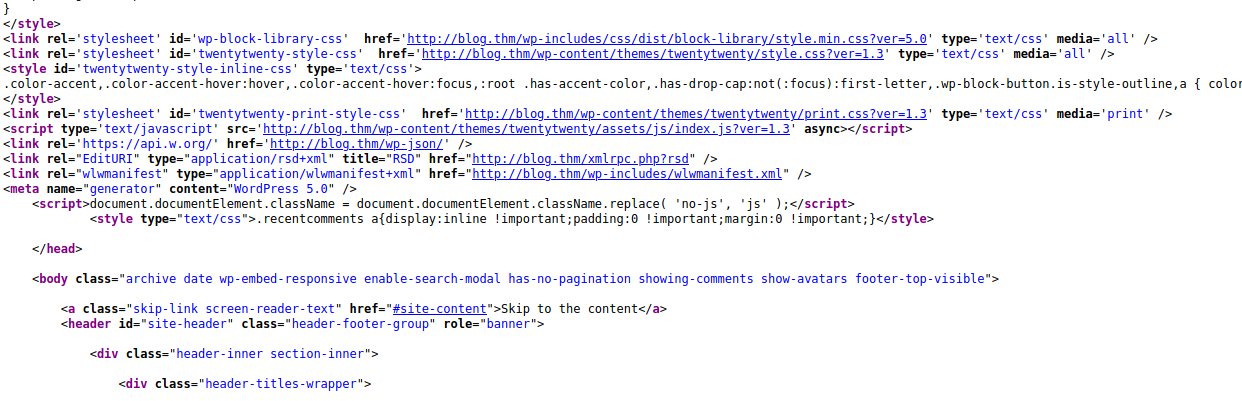 }
</style>
<link rel='stylesheet' id='wp-block-library-css'  href='http://blog.thm/wp-includes/css/dist/block-library/style.min.css?ver=5.0' type='text/css' media='all' />
<link rel='stylesheet' id='twentytwenty-style-css'  href='http://blog.thm/wp-content/themes/twentytwenty/style.css?ver=1.3' type='text/css' media='all' />
<style id='twentytwenty-style-inline-css' type='text/css'>
.color-accent,.color-accent-hover:hover,.color-accent-hover:focus,:root .has-accent-color,.has-drop-cap:not(:focus):first-letter,.wp-block-button.is-style-outline,a { color
</style>
<link rel='stylesheet' id='twentytwenty-print-style-css'  href='http://blog.thm/wp-content/themes/twentytwenty/print.css?ver=1.3' type='text/css' media='print' />
<script type='text/javascript' src='http://blog.thm/wp-content/themes/twentytwenty/assets/js/index.js?ver=1.3' async></script>
<link rel='https://api.w.org/' href='http://blog.thm/wp-json/' />
<link rel="EditURI" type="application/rsd+xml" title="RSD" href="http://blog.thm/xmlrpc.php?rsd" />
<link rel="wlwmanifest" type="application/wlwmanifest+xml" href="http://blog.thm/wp-includes/wlwmanifest.xml" />
<meta name="generator" content="WordPress 5.0" />
<script>document.documentElement.className = document.documentElement.className.replace( 'no-js', 'js' );</script>
<style type="text/css">.recentcomments a{display:inline !important;padding:0 !important;margin:0 !important;}</style>
</head>
<body class="archive date wp-embed-responsive enable-search-modal has-no-pagination showing-comments show-avatars footer-top-visible">
<a class="skip-link screen-reader-text" href="#site-content">Skip to the content</a>
<header id="site-header" class="header-footer-group" role="banner">
<div class="header-inner section-inner">
<div class="header-titles-wrapper">